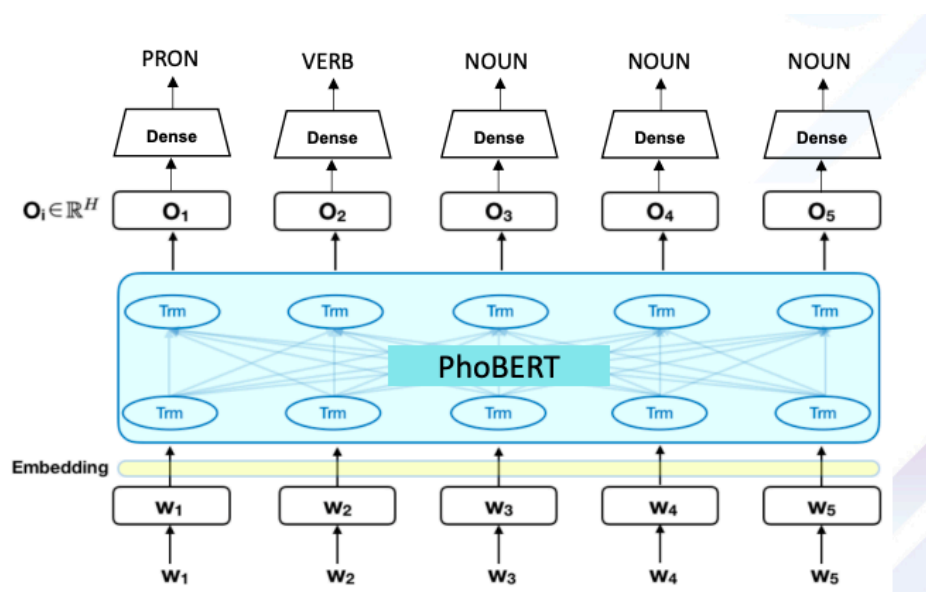 PRON VERB NOUN NOUN NOUN
Dense Dense Dense Dense Dense
Oᵢ∈ℝᴴ O₁ O₂ O₃ O₄ O₅
Trm Trm Trm Trm Trm
PhoBERT
Trm Trm Trm Trm Trm
Embedding
W₁ W₂ W₃ W₄ W₅
W₁ W₂ W₃ W₄ W₅